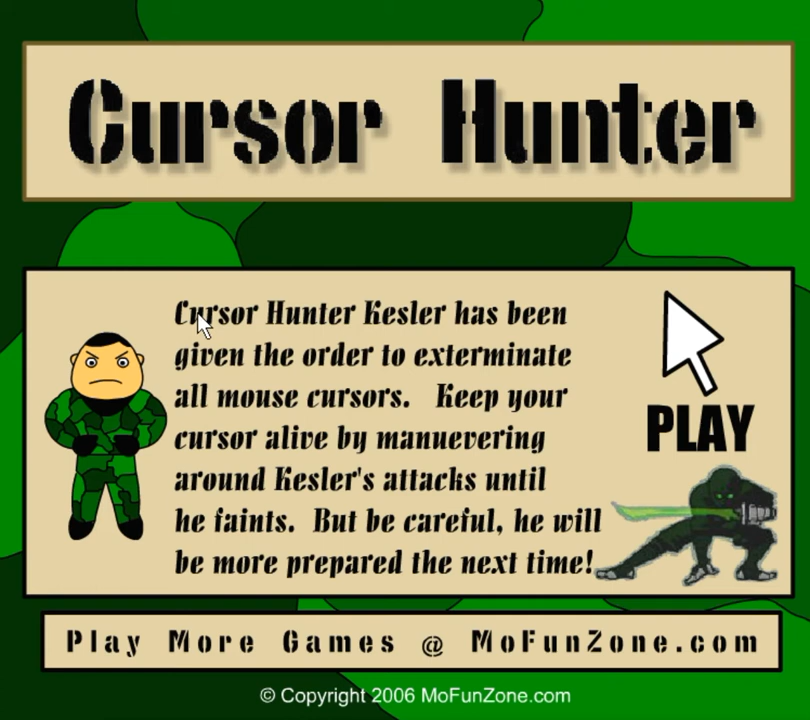 Cursor Hunter
Cursor Hunter Kesler has been
given the order to exterminate
all mouse cursors. Keep your
cursor alive by manuevering
around Kesler's attacks until
he faints. But be careful, he will
be more prepared the next time!
PLAY
Play More Games @ MoFunZone.com
© Copyright 2006 MoFunZone.com